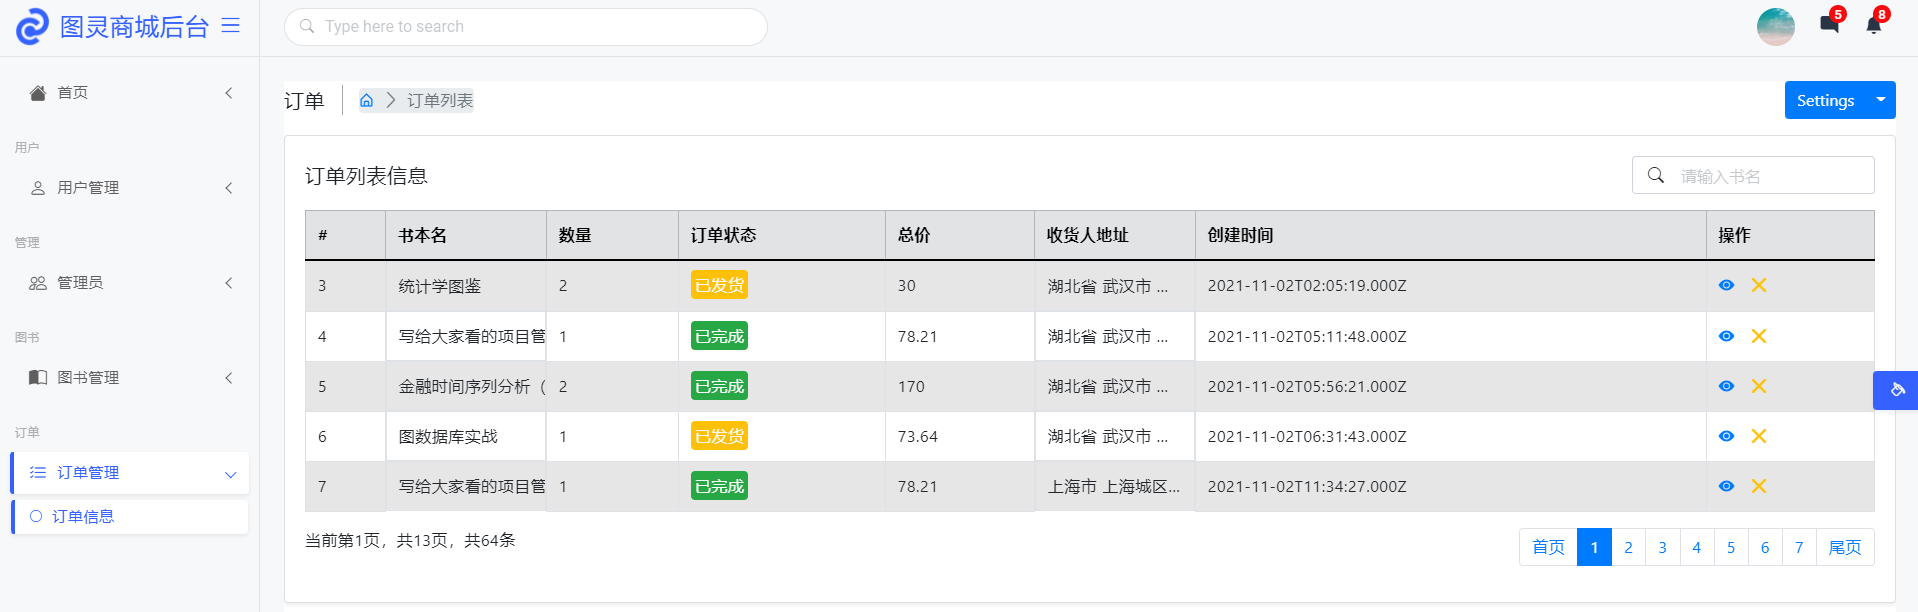 图灵商城后台
Type here to search
5
8
首页
用户
用户管理
管理
管理员
图书
图书管理
订单
订单管理
订单信息
订单
订单列表
Settings
订单列表信息
请输入书名
# 书本名 数量 订单状态 总价 收货人地址 创建时间 操作
3 统计学图鉴 2 已发货 30 湖北省 武汉市 ... 2021-11-02T02:05:19.000Z
4 写给大家看的项目管 1 已完成 78.21 湖北省 武汉市 ... 2021-11-02T05:11:48.000Z
5 金融时间序列分析（ 2 已完成 170 湖北省 武汉市 ... 2021-11-02T05:56:21.000Z
6 图数据库实战 1 已发货 73.64 湖北省 武汉市 ... 2021-11-02T06:31:43.000Z
7 写给大家看的项目管 1 已完成 78.21 上海市 上海城区... 2021-11-02T11:34:27.000Z
当前第1页，共13页，共64条
首页 1 2 3 4 5 6 7 尾页